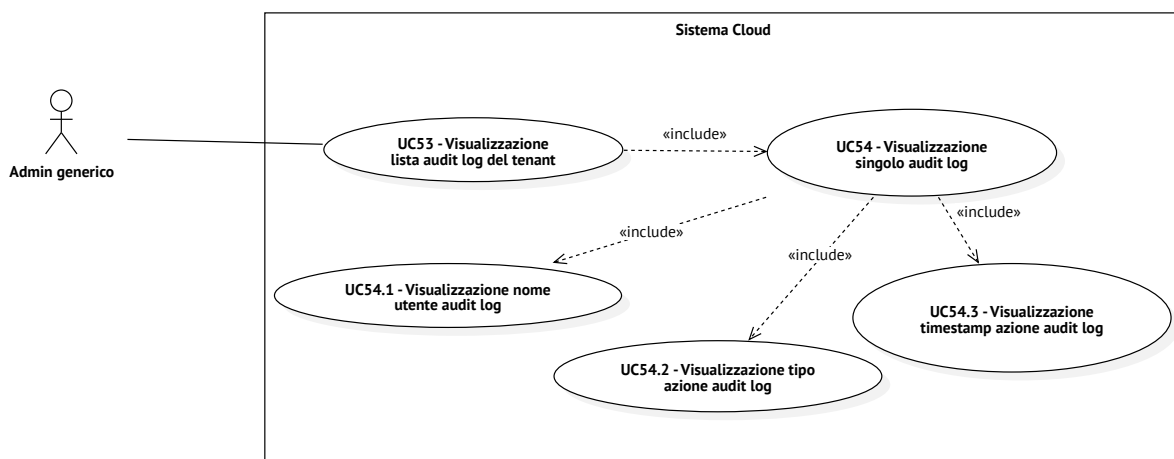 Sistema Cloud
Admin generico
UC53 - Visualizzazione
lista audit log del tenant
«include»
UC54 - Visualizzazione
singolo audit log
«include»
«include»
«include»
UC54.1 - Visualizzazione nome
utente audit log
UC54.2 - Visualizzazione tipo
azione audit log
UC54.3 - Visualizzazione
timestamp azione audit log